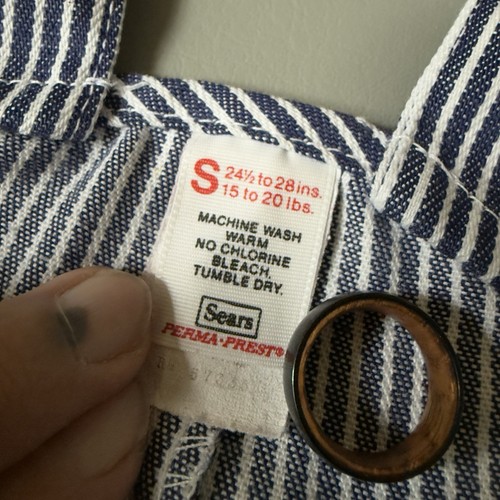 S 24½ to 28 ins.
15 to 20 lbs.
MACHINE WASH
WARM
NO CHLORINE
BLEACH,
TUMBLE DRY.
Sears
PERMA-PREST®